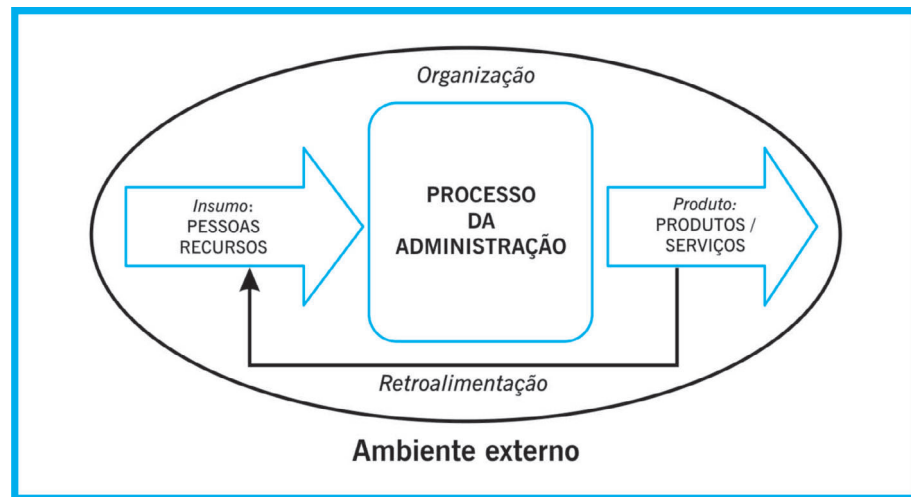 Organização
Insumo:
PESSOAS
RECURSOS
PROCESSO
DA
ADMINISTRAÇÃO
Produto:
PRODUTOS /
SERVIÇOS
Retroalimentação
Ambiente externo